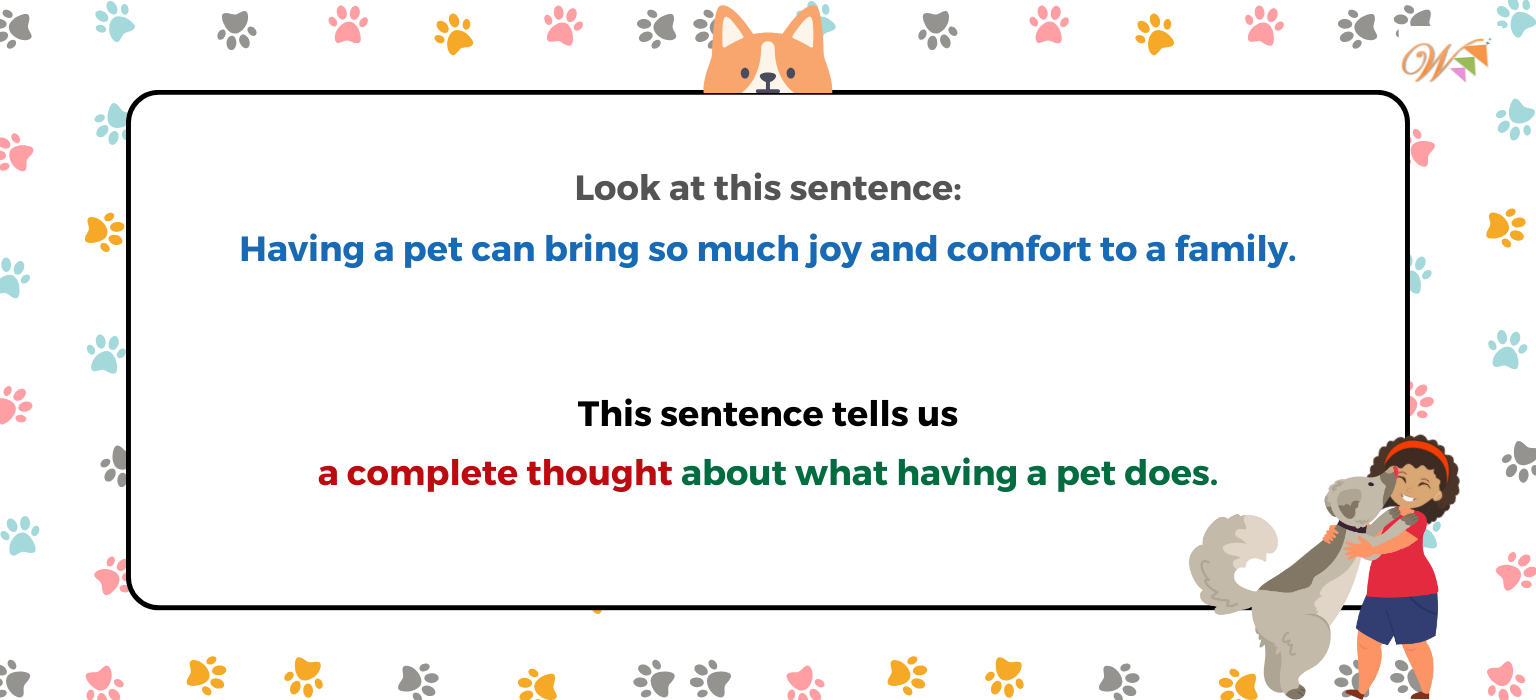 W
Look at this sentence:
Having a pet can bring so much joy and comfort to a family.
This sentence tells us
a complete thought about what having a pet does.